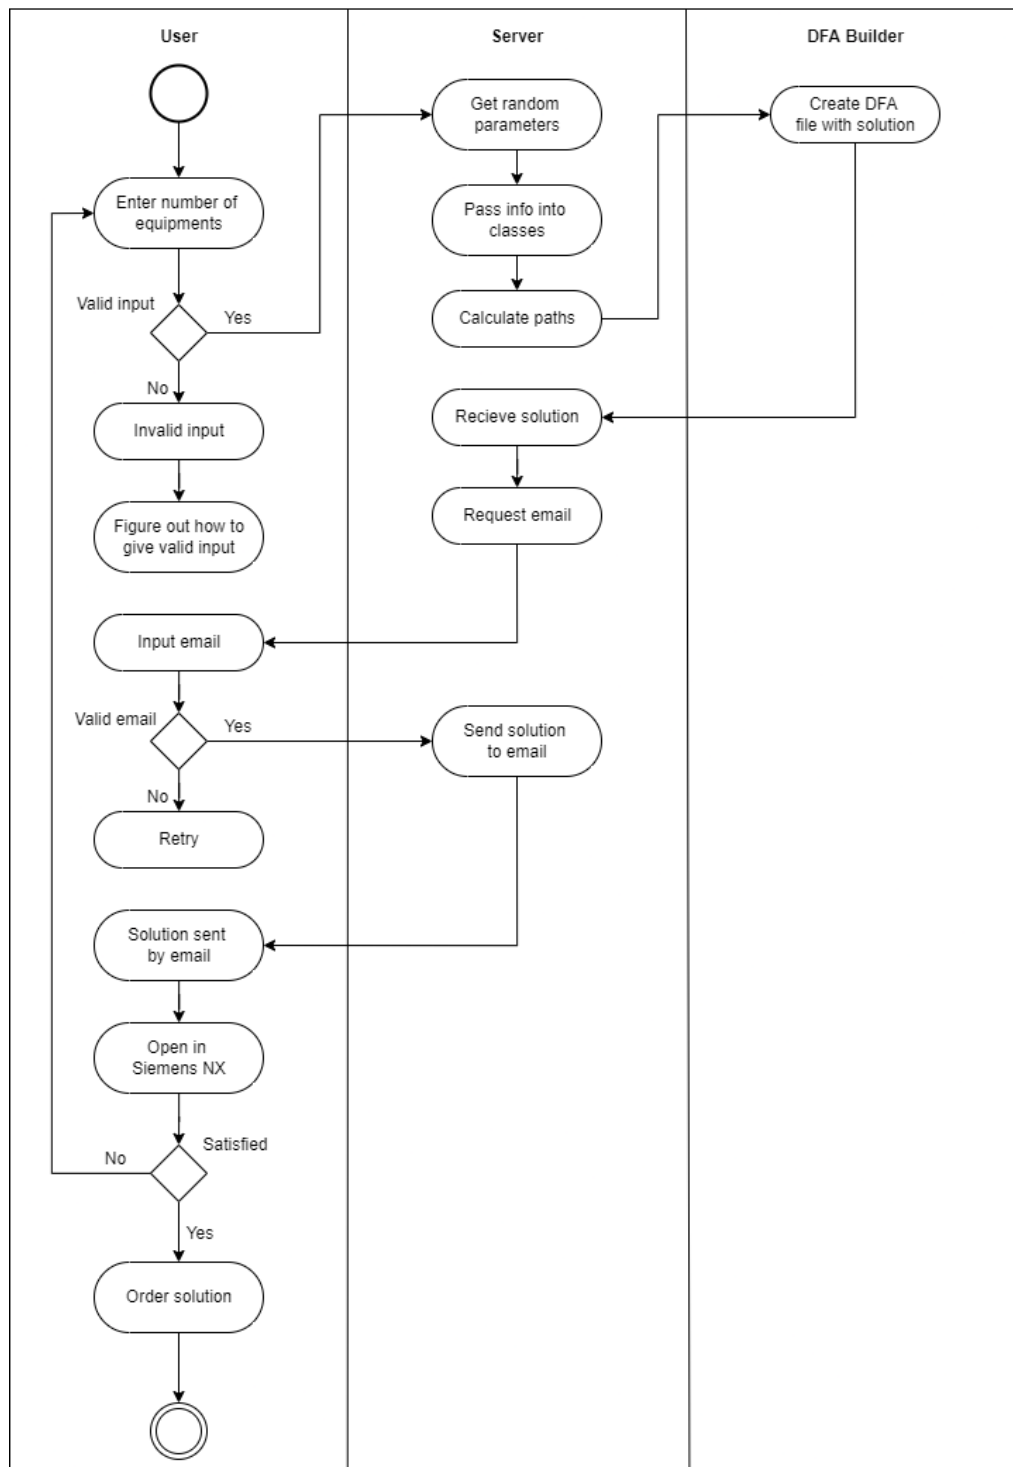 User
Server
DFA Builder
Get random
parameters
Create DFA
file with solution
Enter number of
equipments
Pass info into
classes
Valid input
Yes
Calculate paths
No
Invalid input
Recieve solution
Figure out how to
give valid input
Request email
Input email
Valid email
Yes
Send solution
to email
No
Retry
Solution sent
by email
Open in
Siemens NX
Satisfied
No
Yes
Order solution